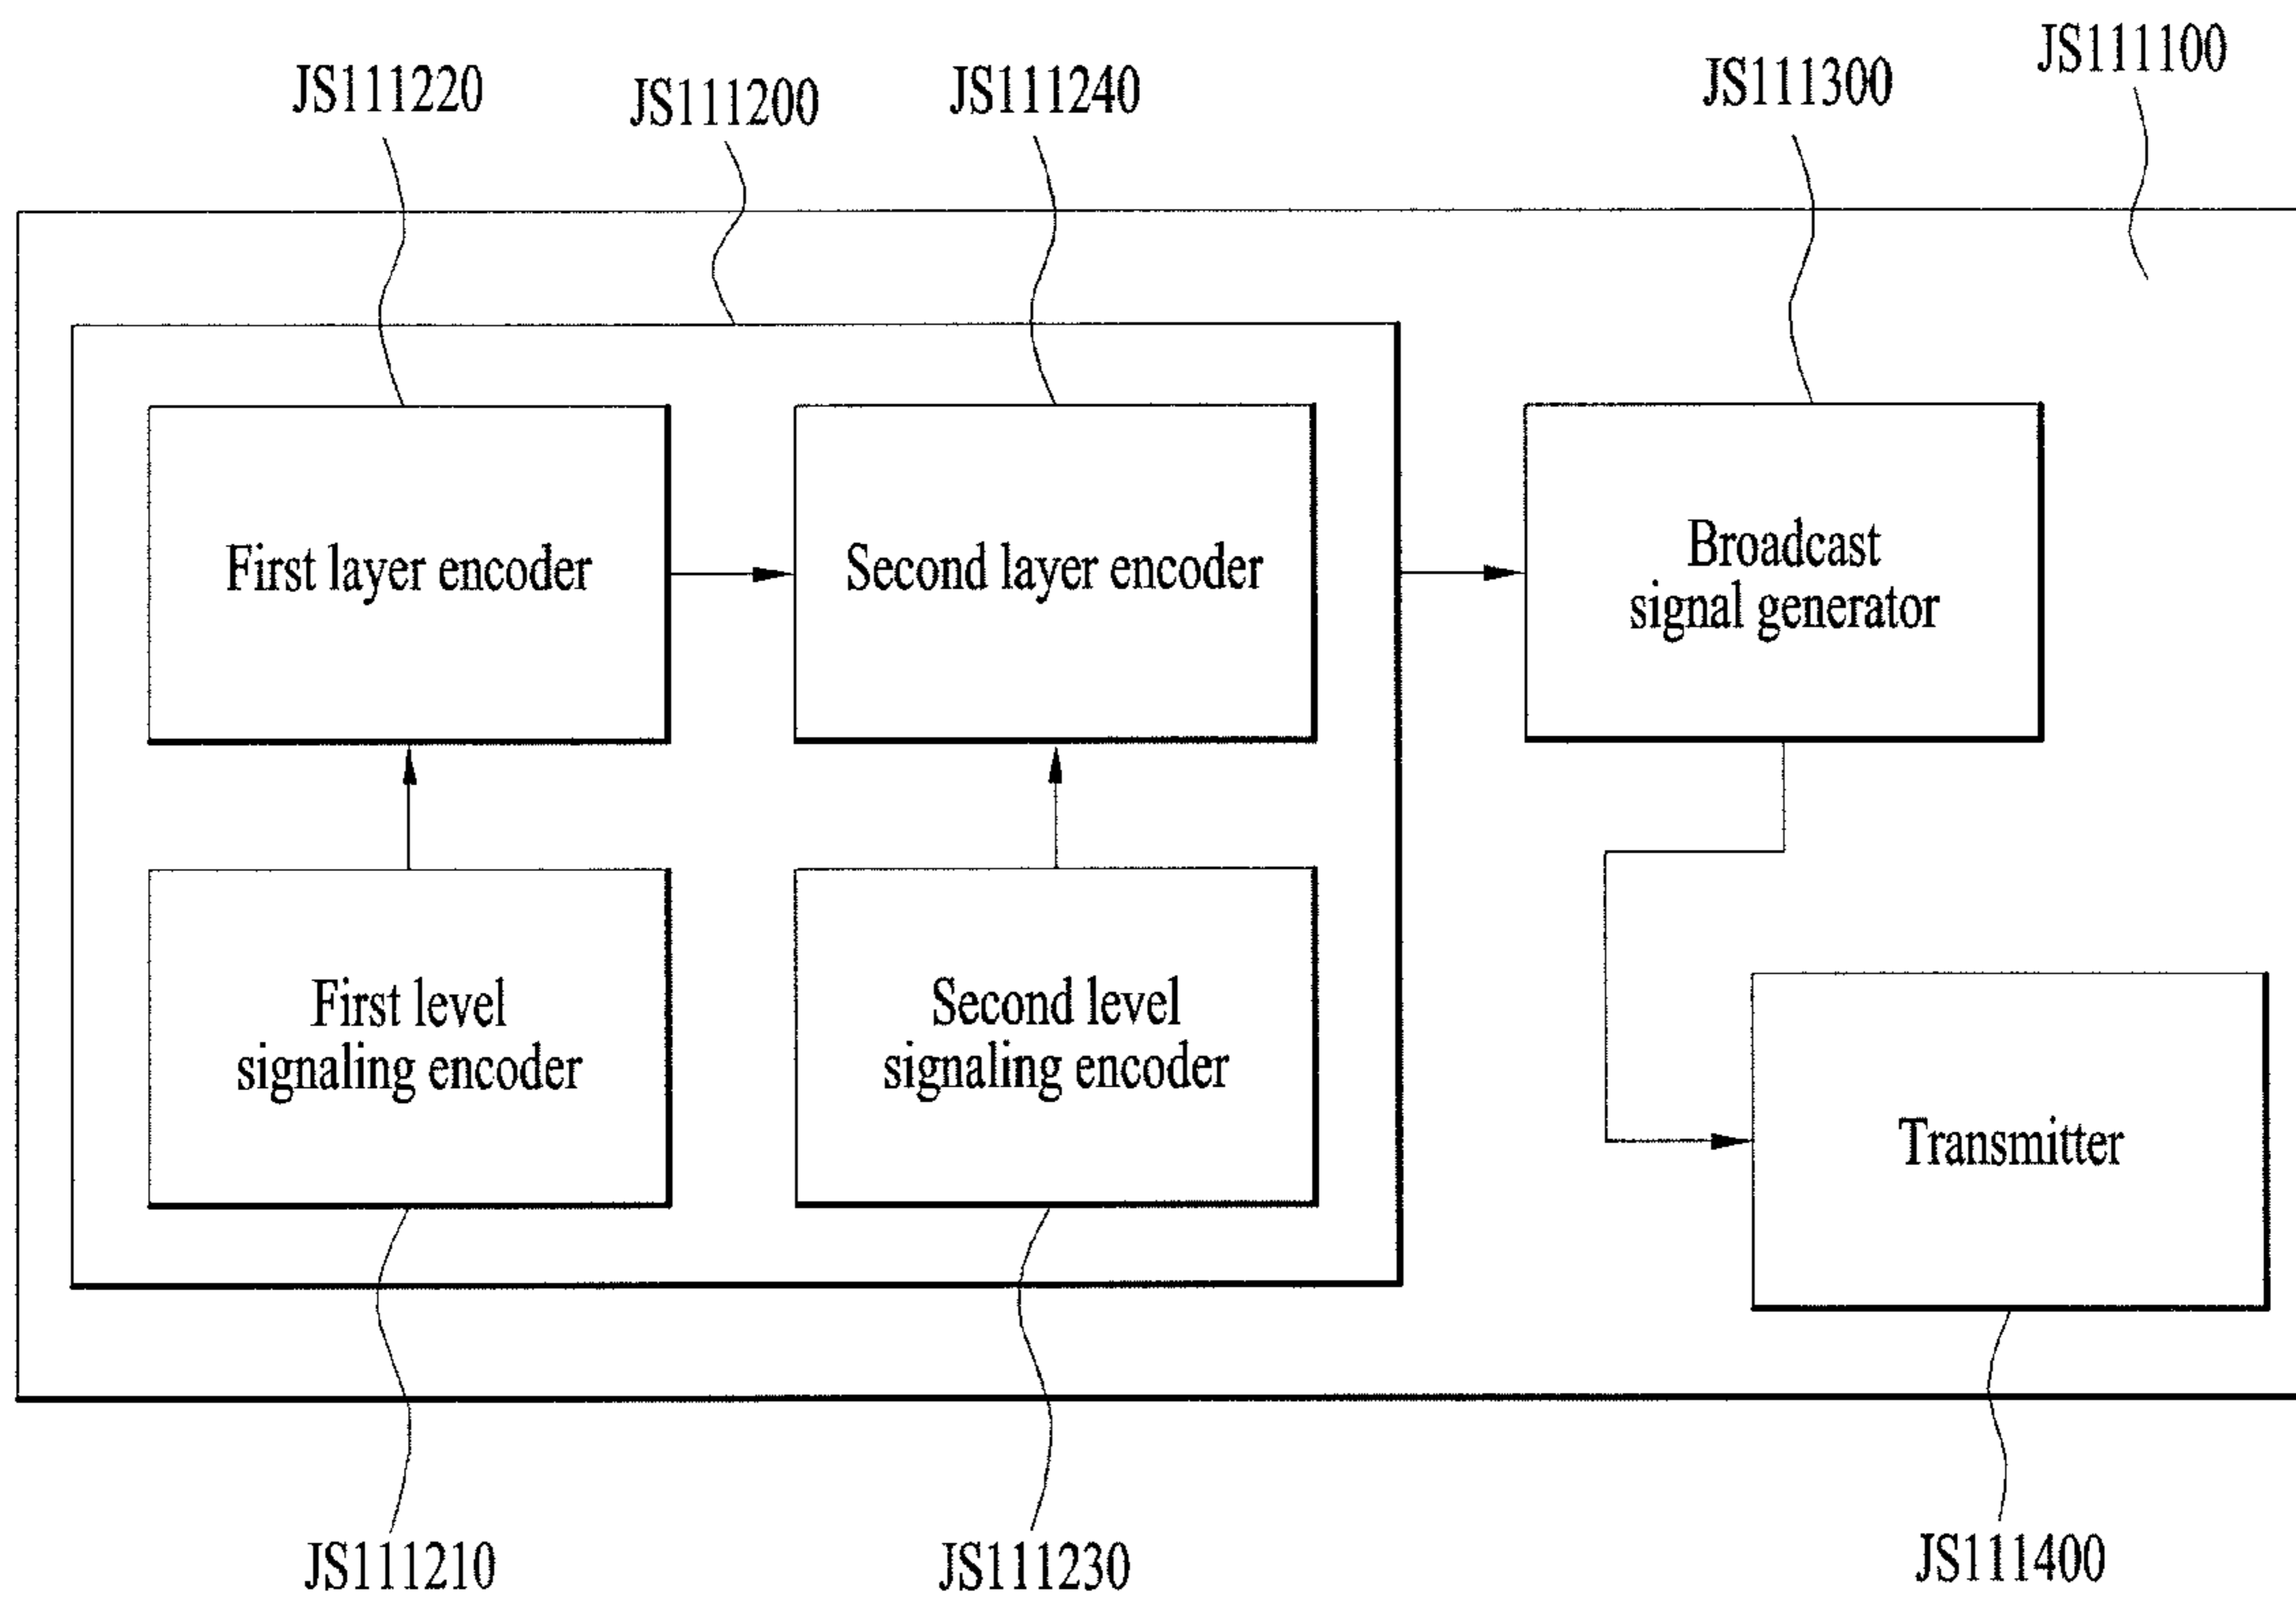 JS111220
JS111200
JS111240
JS111300
JS111100
First layer encoder
Second layer encoder
Broadcast
signal generator
First level
signaling encoder
Second level
signaling encoder
Transmitter
JS111210
JS111230
JS111400